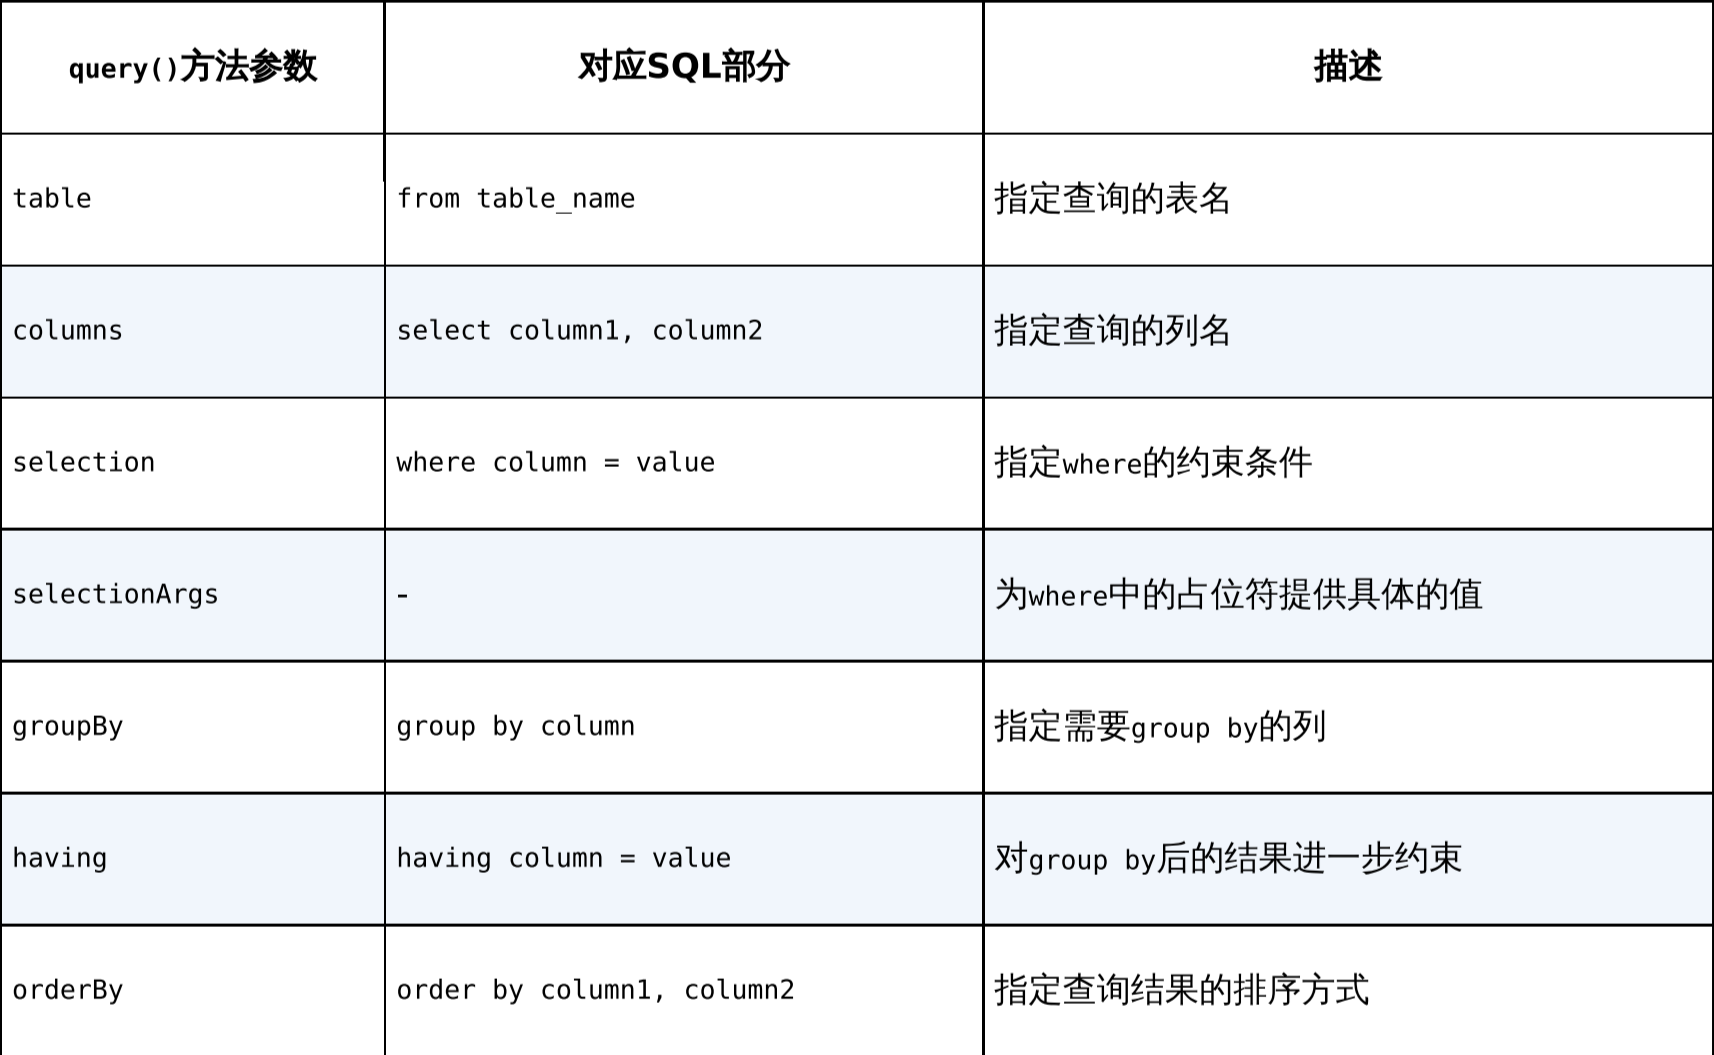 query()方法参数 对应SQL部分 描述
table from table_name 指定查询的表名
columns select column1, column2 指定查询的列名
selection where column = value 指定where的约束条件
selectionArgs - 为where中的占位符提供具体的值
groupBy group by column 指定需要group by的列
having having column = value 对group by后的结果进一步约束
orderBy order by column1, column2 指定查询结果的排序方式